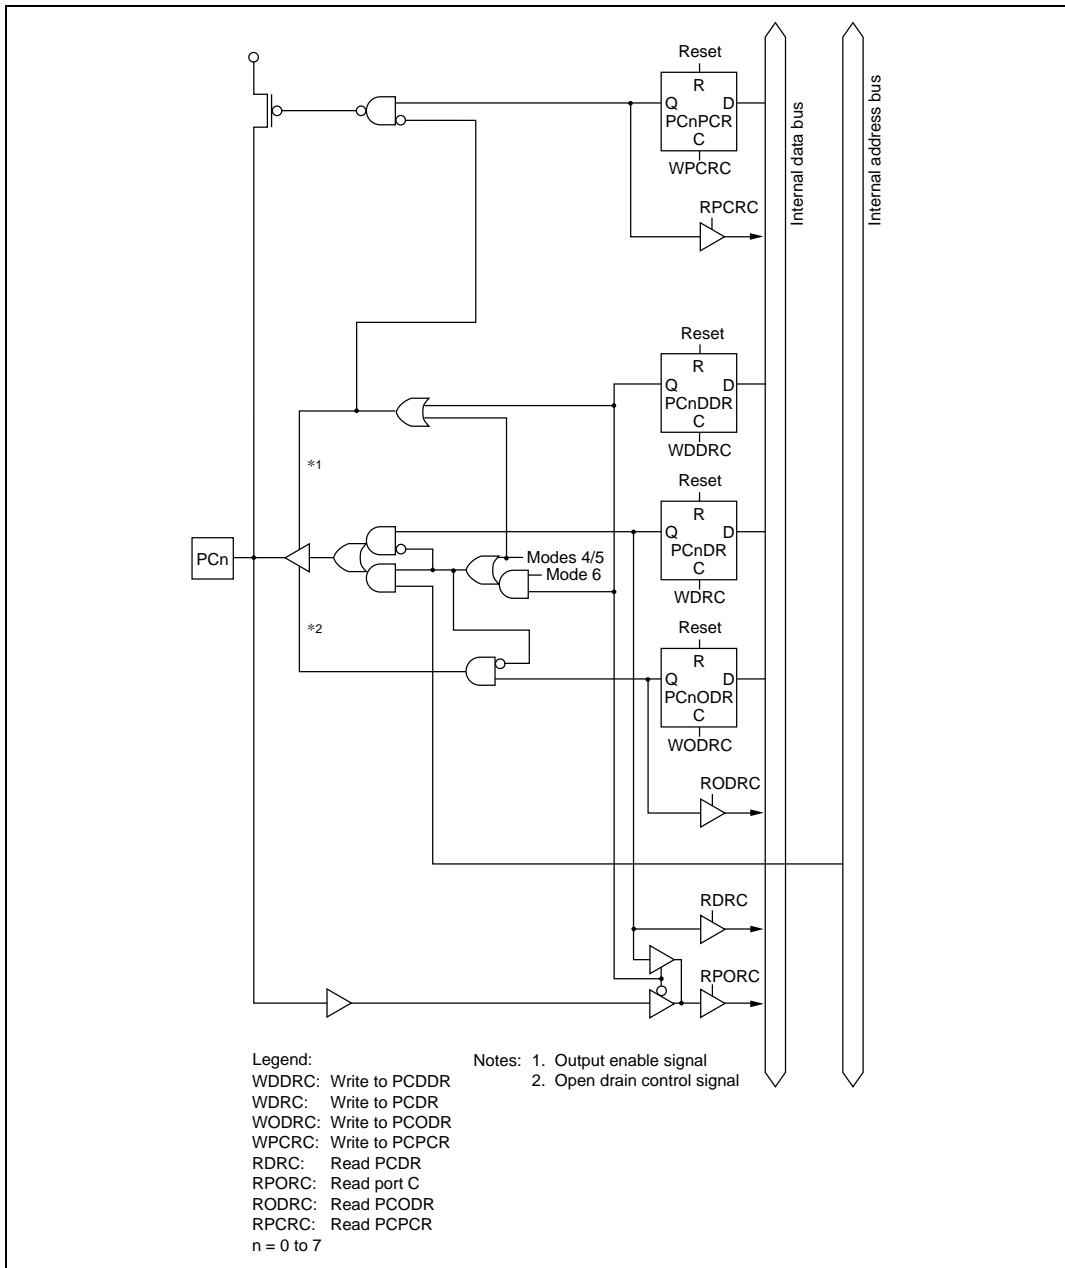 Reset
R
Q D
PCnPCR
C
WPCRC
RPCRC
Internal data bus
Internal address bus
Reset
R
Q D
PCnDDR
C
WDDRC
*1
Reset
R
Q D
PCnDR
C
WDRC
PCn
Modes 4/5
Mode 6
*2
Reset
R
Q D
PCnODR
C
WODRC
RODRC
RDRC
RPORC
Legend:
WDDRC: Write to PCDDR
WDRC: Write to PCDR
WODRC: Write to PCODR
WPCRC: Write to PCPCR
RDRC: Read PCDR
RPORC: Read port C
RODRC: Read PCODR
RPCRC: Read PCPCR
n = 0 to 7
Notes: 1. Output enable signal
2. Open drain control signal